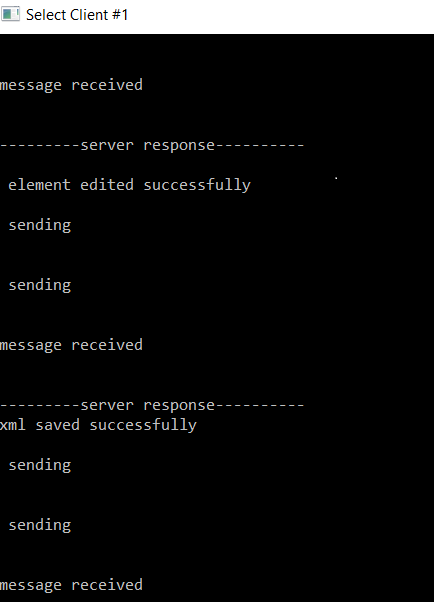 Select Client #1
message received
---------server response----------
element edited successfully
sending
sending
message received
---------server response----------
xml saved successfully
sending
sending
message received